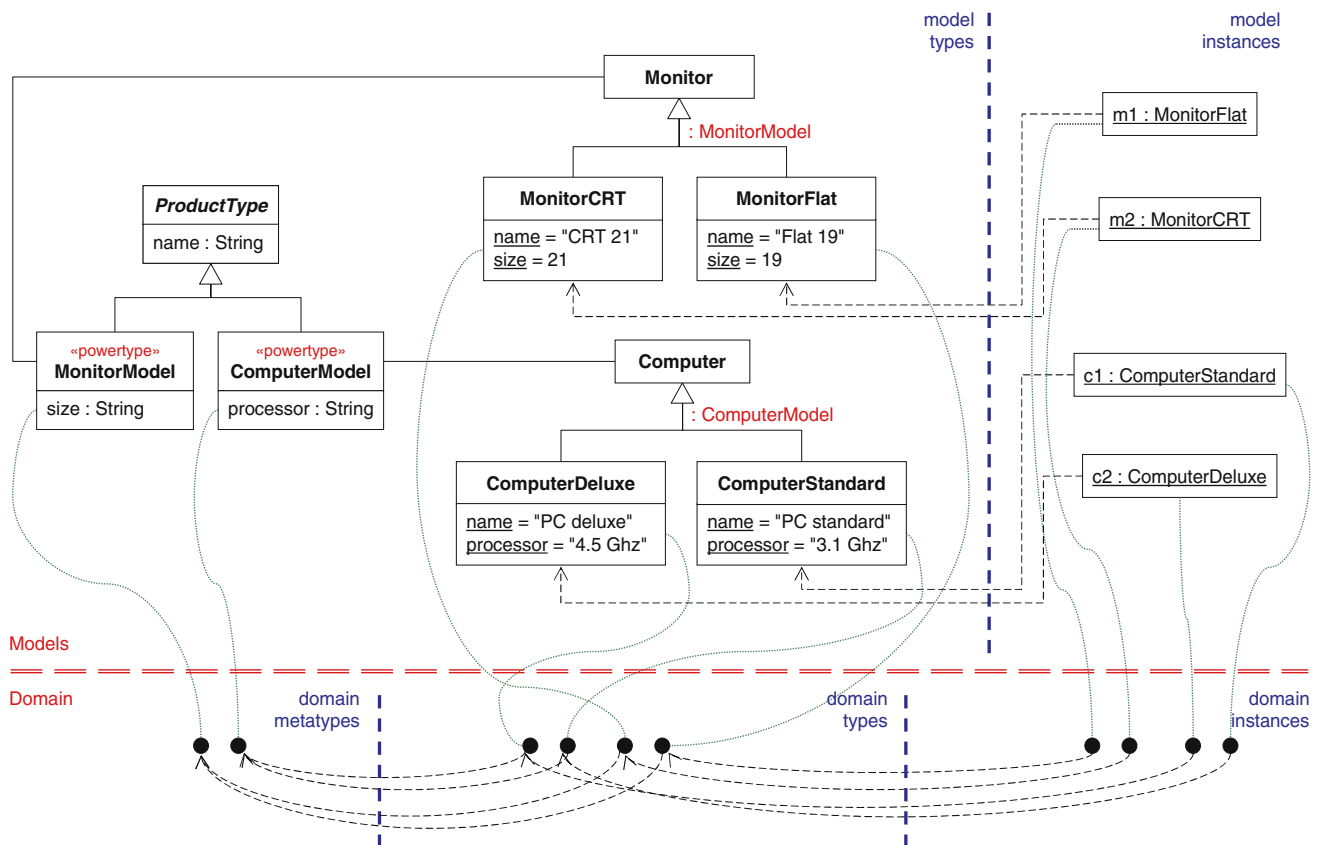 model
types
model
instances
Monitor
: MonitorModel
m1 : MonitorFlat
ProductType
name : String
MonitorCRT
name = "CRT 21"
size = 21
MonitorFlat
name = "Flat 19"
size = 19
m2 : MonitorCRT
«powertype»
MonitorModel
size : String
«powertype»
ComputerModel
processor : String
Computer
: ComputerModel
c1 : ComputerStandard
ComputerDeluxe
name = "PC deluxe"
processor = "4.5 Ghz"
ComputerStandard
name = "PC standard"
processor = "3.1 Ghz"
c2 : ComputerDeluxe
Models
Domain
domain
metatypes
domain
types
domain
instances